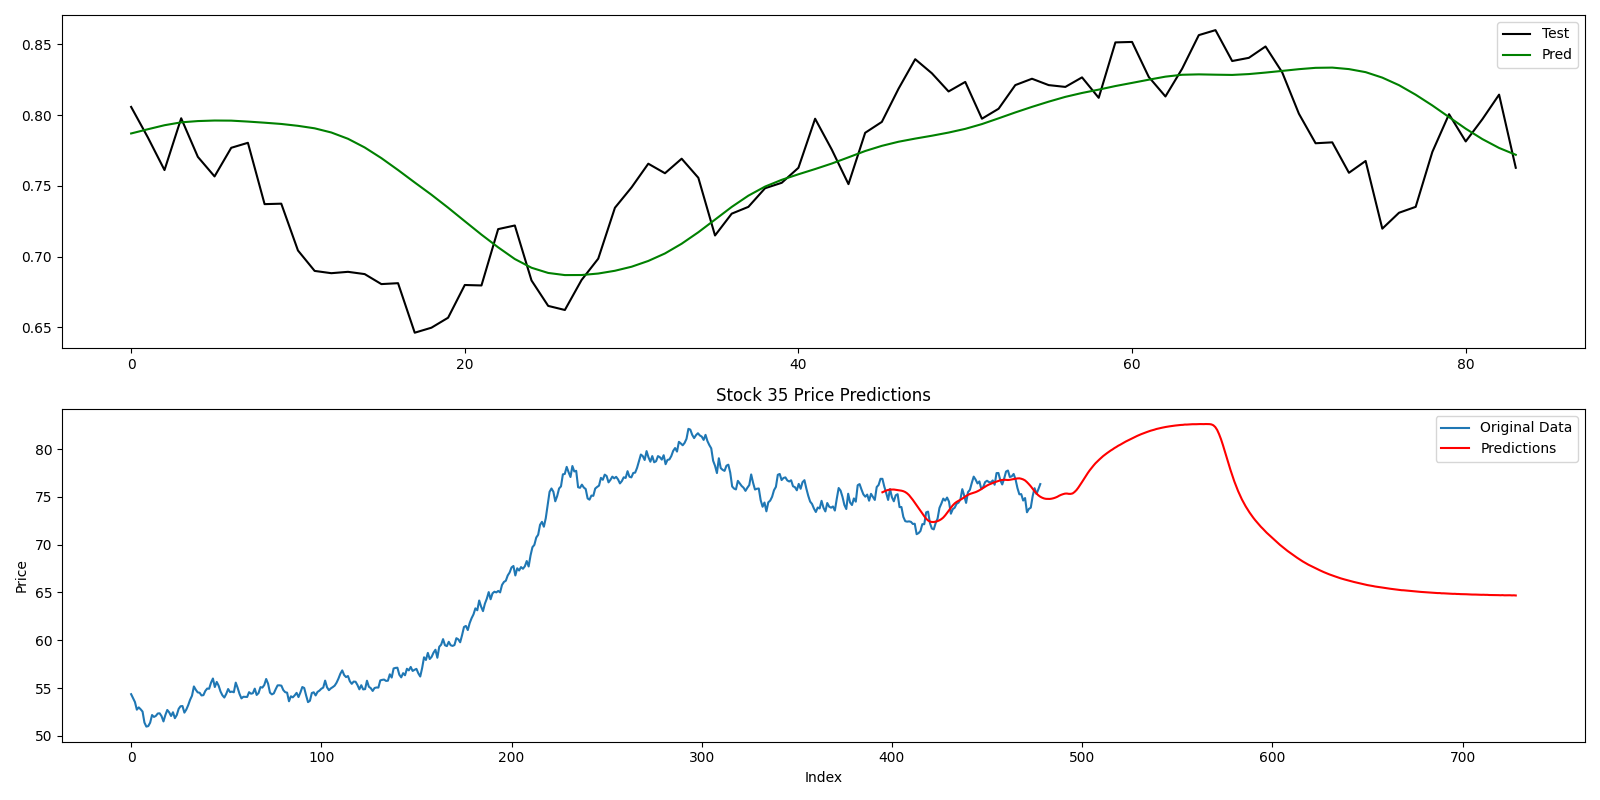 0.85
0.80
0.75
0.70
0.65
Test
Pred
0 20 40 60 80
Stock 35 Price Predictions
80
75
70
65
60
55
50
Price
Original Data
Predictions
0 100 200 300 400 500 600 700
Index